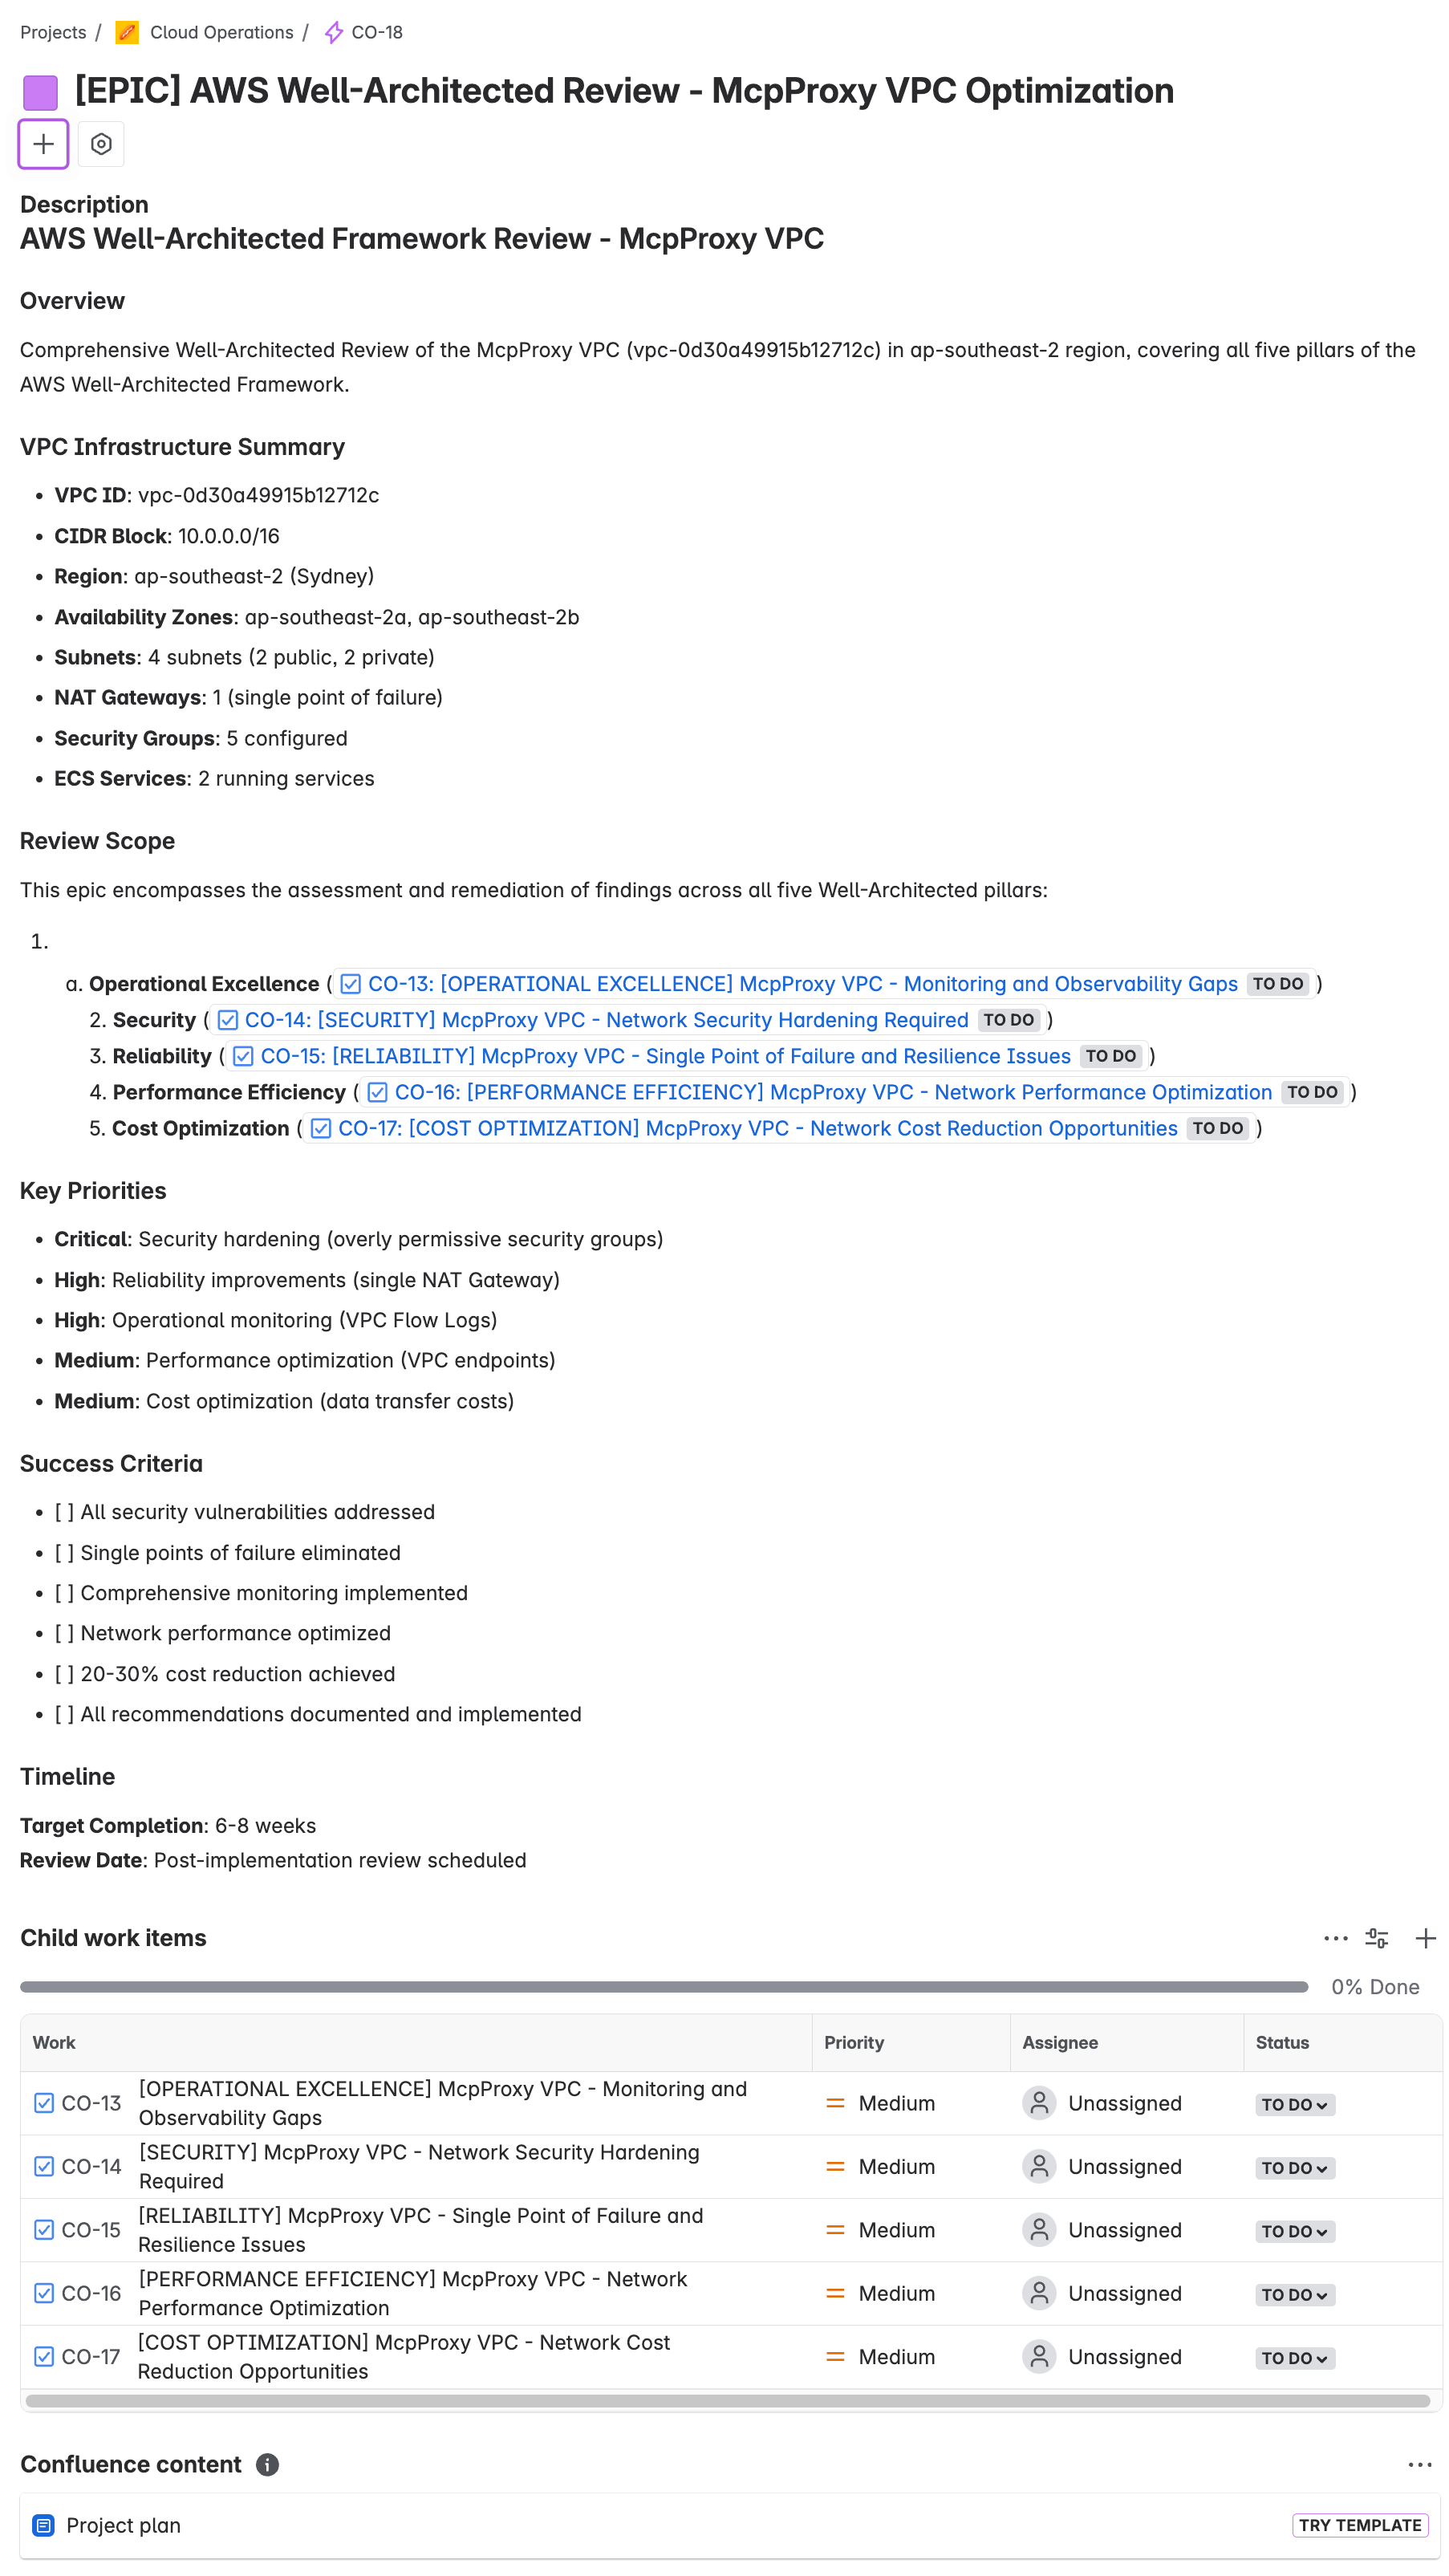 Projects / Cloud Operations / CO-18
[EPIC] AWS Well-Architected Review - McpProxy VPC Optimization
Description
AWS Well-Architected Framework Review - McpProxy VPC
Overview
Comprehensive Well-Architected Review of the McpProxy VPC (vpc-0d30a49915b12712c) in ap-southeast-2 region, covering all five pillars of the
AWS Well-Architected Framework.
VPC Infrastructure Summary
• VPC ID: vpc-0d30a49915b12712c
• CIDR Block: 10.0.0.0/16
• Region: ap-southeast-2 (Sydney)
• Availability Zones: ap-southeast-2a, ap-southeast-2b
• Subnets: 4 subnets (2 public, 2 private)
• NAT Gateways: 1 (single point of failure)
• Security Groups: 5 configured
• ECS Services: 2 running services
Review Scope
This epic encompasses the assessment and remediation of findings across all five Well-Architected pillars:
1.
a. Operational Excellence ( CO-13: [OPERATIONAL EXCELLENCE] McpProxy VPC - Monitoring and Observability Gaps TO DO )
2. Security ( CO-14: [SECURITY] McpProxy VPC - Network Security Hardening Required TO DO )
3. Reliability ( CO-15: [RELIABILITY] McpProxy VPC - Single Point of Failure and Resilience Issues TO DO )
4. Performance Efficiency ( CO-16: [PERFORMANCE EFFICIENCY] McpProxy VPC - Network Performance Optimization TO DO )
5. Cost Optimization ( CO-17: [COST OPTIMIZATION] McpProxy VPC - Network Cost Reduction Opportunities TO DO )
Key Priorities
• Critical: Security hardening (overly permissive security groups)
• High: Reliability improvements (single NAT Gateway)
• High: Operational monitoring (VPC Flow Logs)
• Medium: Performance optimization (VPC endpoints)
• Medium: Cost optimization (data transfer costs)
Success Criteria
• [ ] All security vulnerabilities addressed
• [ ] Single points of failure eliminated
• [ ] Comprehensive monitoring implemented
• [ ] Network performance optimized
• [ ] 20-30% cost reduction achieved
• [ ] All recommendations documented and implemented
Timeline
Target Completion: 6-8 weeks
Review Date: Post-implementation review scheduled
Child work items
0% Done
Work Priority Assignee Status
CO-13 [OPERATIONAL EXCELLENCE] McpProxy VPC - Monitoring and
Observability Gaps Medium Unassigned TO DO
CO-14 [SECURITY] McpProxy VPC - Network Security Hardening
Required Medium Unassigned TO DO
CO-15 [RELIABILITY] McpProxy VPC - Single Point of Failure and
Resilience Issues Medium Unassigned TO DO
CO-16 [PERFORMANCE EFFICIENCY] McpProxy VPC - Network
Performance Optimization Medium Unassigned TO DO
CO-17 [COST OPTIMIZATION] McpProxy VPC - Network Cost
Reduction Opportunities Medium Unassigned TO DO
Confluence content
Project plan TRY TEMPLATE